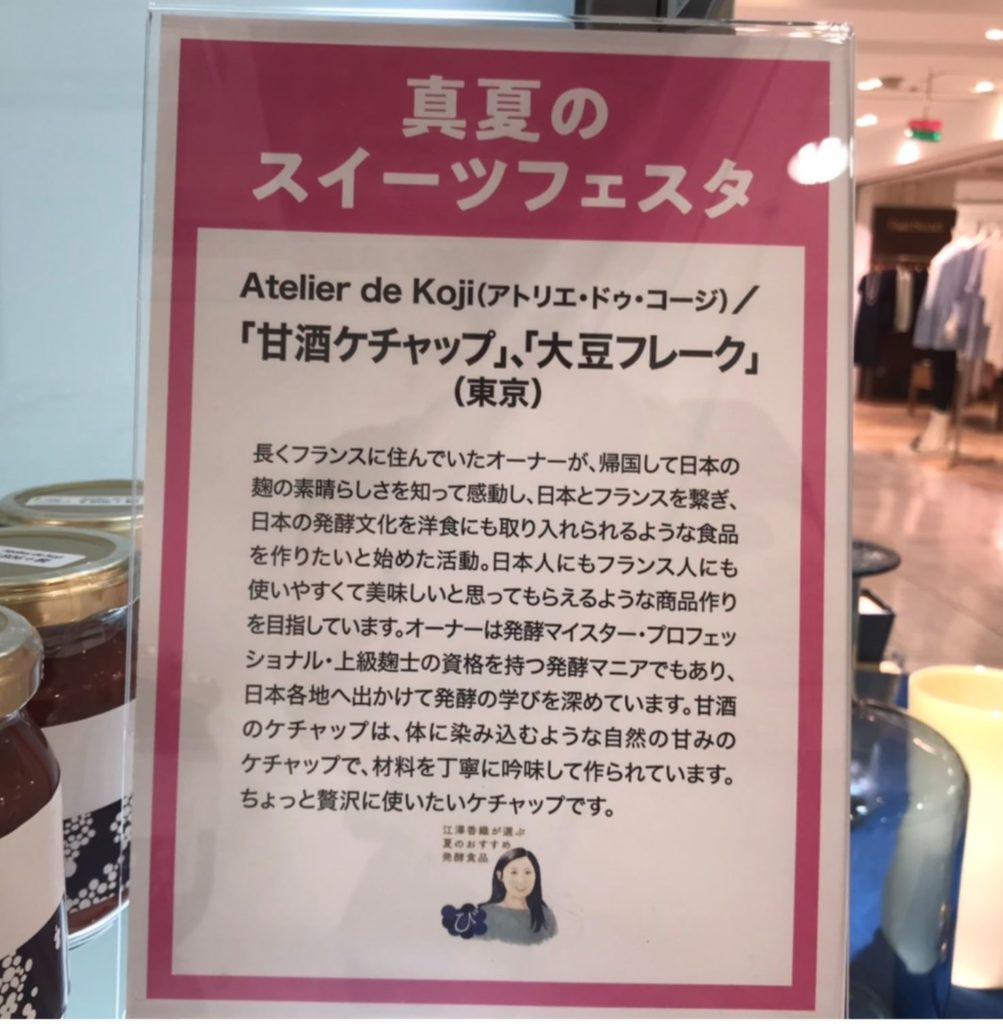 真夏の
スイーツフェスタ
Atelier de Koji(アトリエ・ドゥ・コージ)／
「甘酒ケチャップ」、「大豆フレーク」
(東京)
長くフランスに住んでいたオーナーが、帰国して日本の
麹の素晴らしさを知って感動し、日本とフランスを繋ぎ、
日本の発酵文化を洋食にも取り入れられるような食品
を作りたいと始めた活動。日本人にもフランス人にも
使いやすくて美味しいと思ってもらえるような商品作り
を目指しています。オーナーは発酵マイスター・プロフェッ
ショナル・上級麹士の資格を持つ発酵マニアでもあり、
日本各地へ出かけて発酵の学びを深めています。甘酒
のケチャップは、体に染み込むような自然の甘みの
ケチャップで、材料を丁寧に吟味して作られています。
ちょっと贅沢に使いたいケチャップです。
江澤香織が選ぶ
夏のおすすめ
発酵食品
び